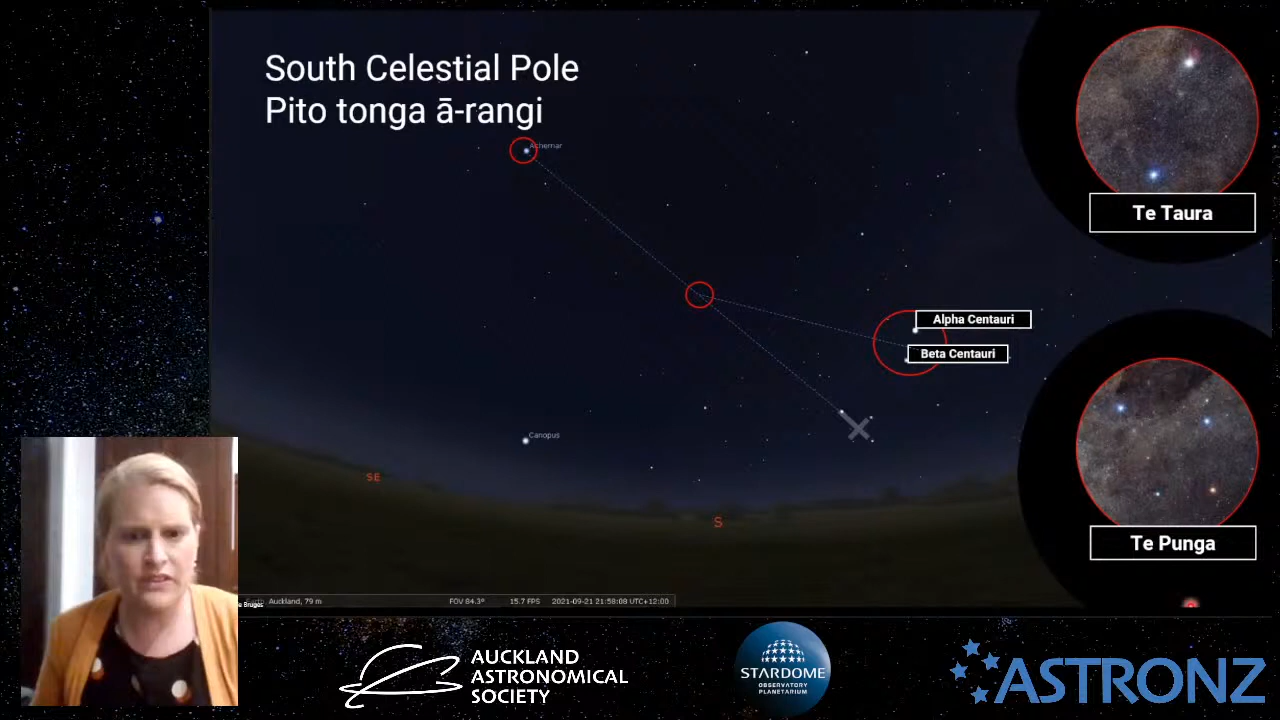 South Celestial Pole
Pito tonga ā-rangi
Achernar
Te Taura
Alpha Centauri
Beta Centauri
Canopus
SE
S
Te Punga
Earth, Auckland, 79 m
FOV 84.3°
15.7 FPS
2021-09-21 21:58:08 UTC+12:00
e Bruges
AUCKLAND
ASTRONOMICAL
SOCIETY
STARDOME
OBSERVATORY
PLANETARIUM
ASTRONZ